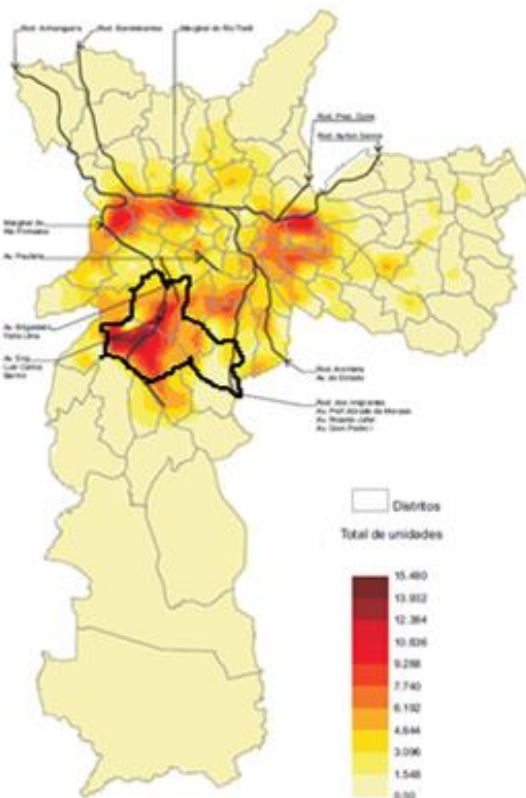 Rod. Anhanguera
Rod. Bandeirantes
Marginal do Rio Tietê
Rod. Pres. Dutra
Rod. Ayrton Senna
Marginal do
Rio Pinheiros
Av. Paulista
Av. Brigadeiro
Faria Lima
Av. Eng.
Luiz Carlos
Berrini
Rod. Anchieta
Av. do Estado
Rod. dos Imigrantes
Av. Prof. Abraão de Moraes
Av. Ricardo Jafet
Av. Dom Pedro I
Distritos
Total de unidades
15.480
13.932
12.384
10.836
9.288
7.740
6.192
4.644
3.096
1.548
0.00